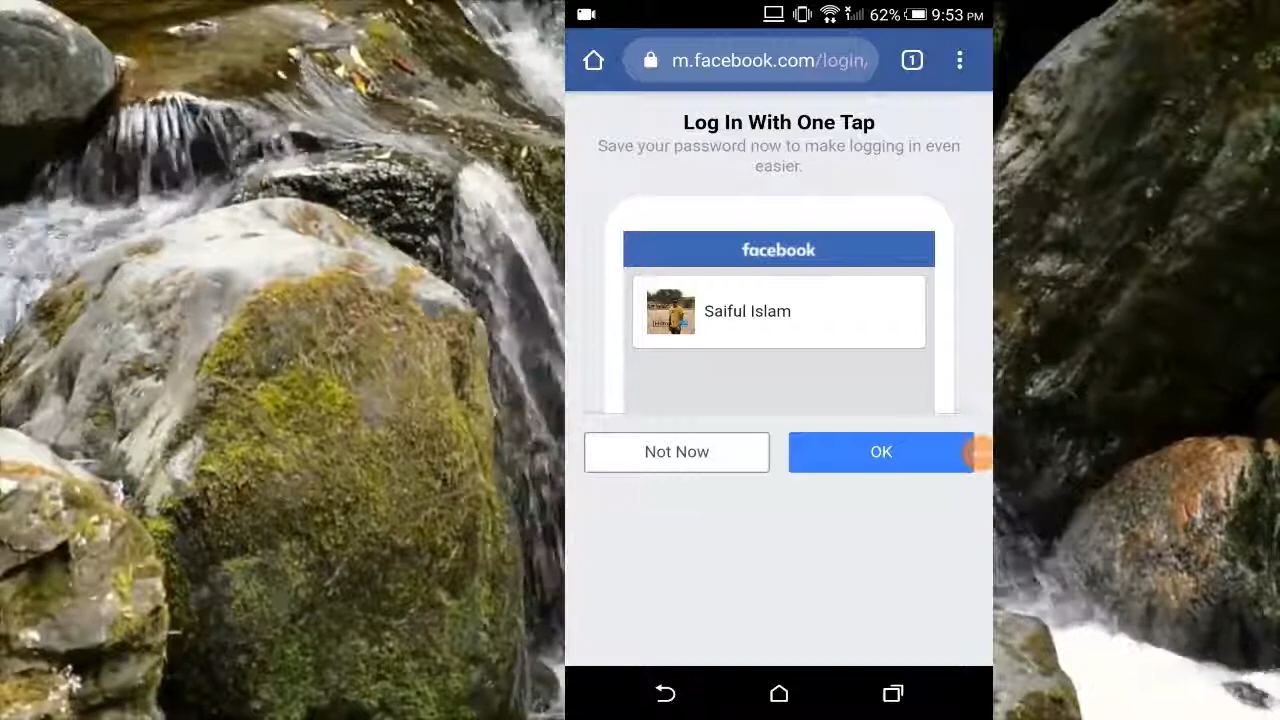 62% 9:53 PM
m.facebook.com/login/
1
Log In With One Tap
Save your password now to make logging in even
easier.
facebook
Saiful Islam
Not Now
OK